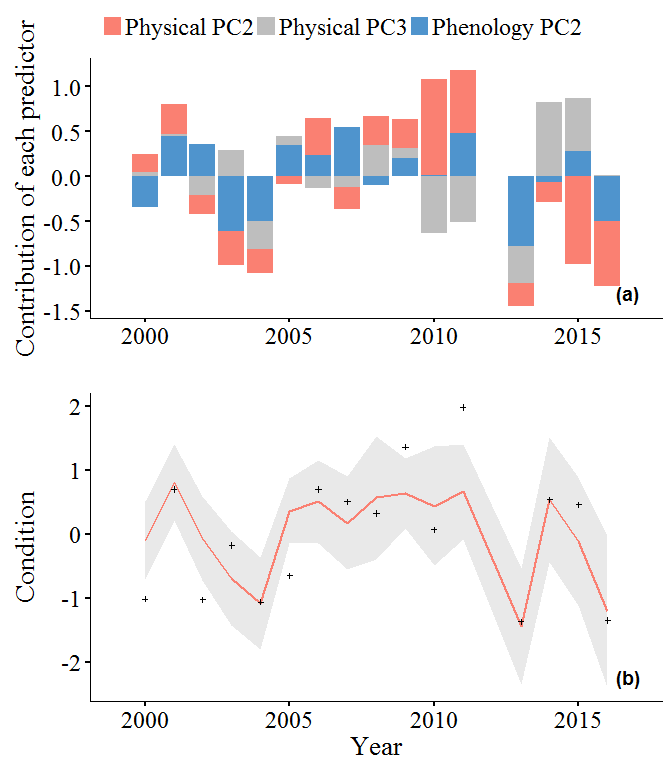 Physical PC2 Physical PC3 Phenology PC2
Contribution of each predictor
1.0
0.5
0.0
-0.5
-1.0
-1.5
(a)
2000 2005 2010 2015
Condition
2
1
0
-1
-2
(b)
2000 2005 2010 2015
Year